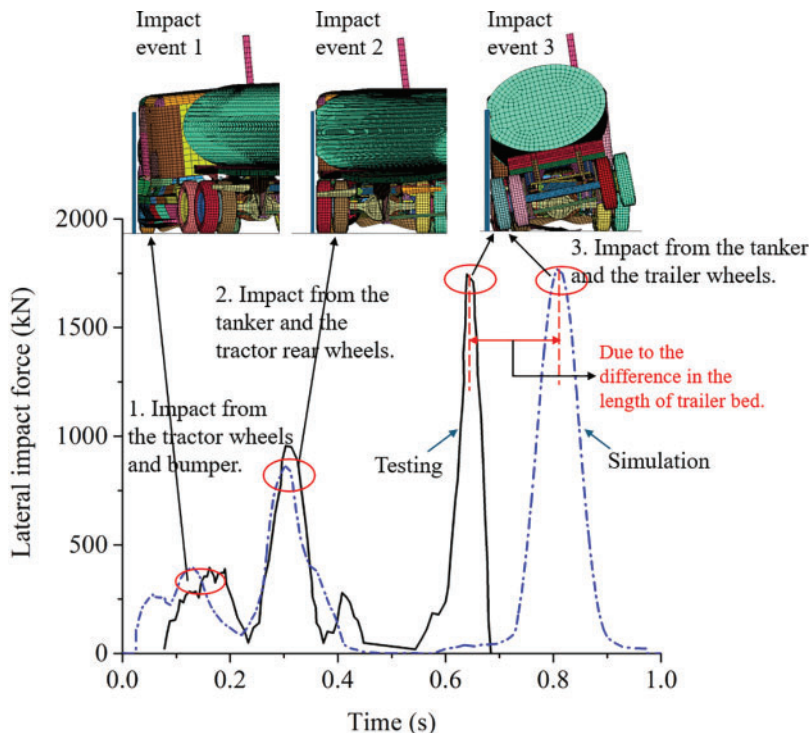 Impact
event 1
Impact
event 2
Impact
event 3
2000
1500
1000
500
0
0.0
0.2
0.4
0.6
0.8
1.0
Lateral impact force (kN)
Time (s)
1. Impact from
the tractor wheels
and bumper.
2. Impact from the
tanker and the
tractor rear wheels.
3. Impact from the tanker
and the trailer wheels.
Due to the
difference in the
length of trailer bed.
Testing
Simulation